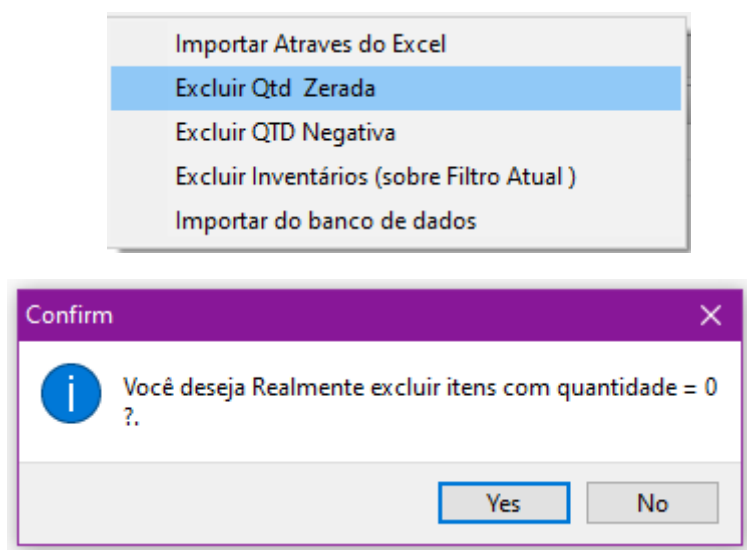 Importar Atraves do Excel
Excluir Qtd  Zerada
Excluir QTD Negativa
Excluir Inventários (sobre Filtro Atual )
Importar do banco de dados
Confirm
Você deseja Realmente excluir itens com quantidade = 0
?.
Yes No